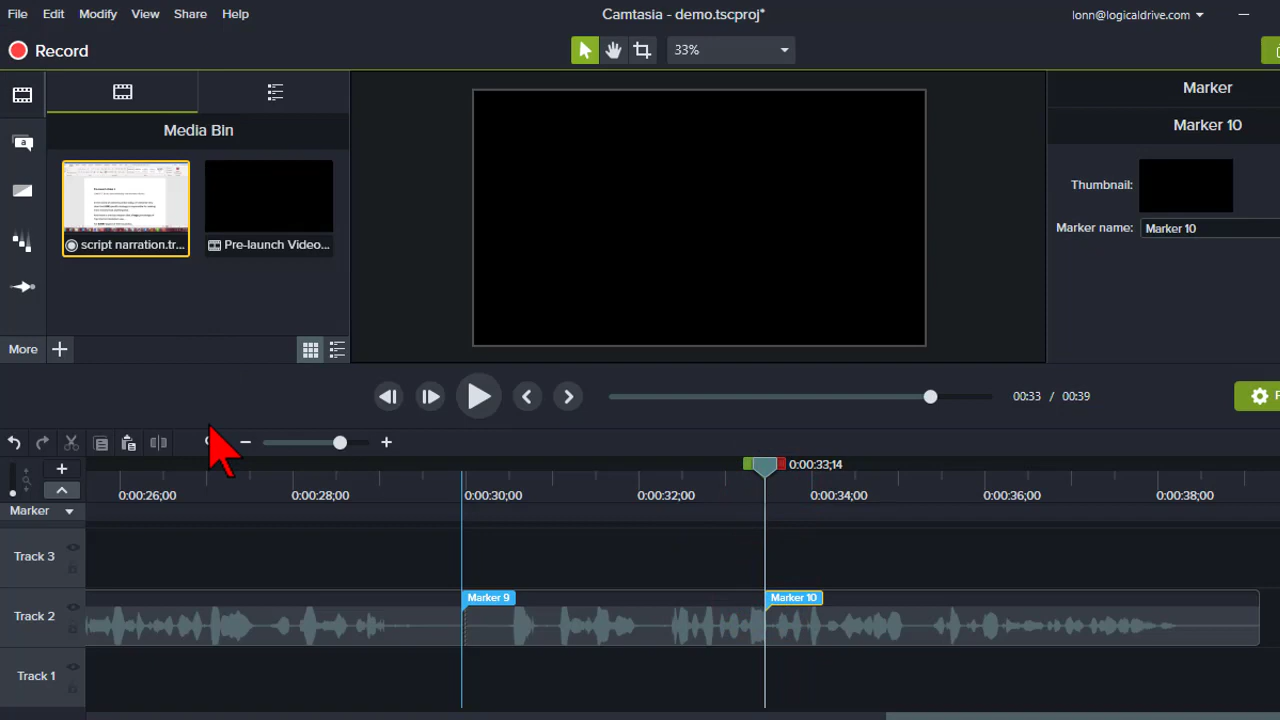 File Edit Modify View Share Help
Camtasia - demo.tscproj*
lonn@logicaldrive.com
Record
33%
Media Bin
script narration.tr...
Pre-launch Video...
More
Marker
Marker 10
Thumbnail:
Marker name: Marker 10
00:33 / 00:39
0:00:33;14
0:00:26;00 0:00:28;00 0:00:30;00 0:00:32;00 0:00:34;00 0:00:36;00 0:00:38;00
Marker
Track 3
Marker 9 Marker 10
Track 2
Track 1